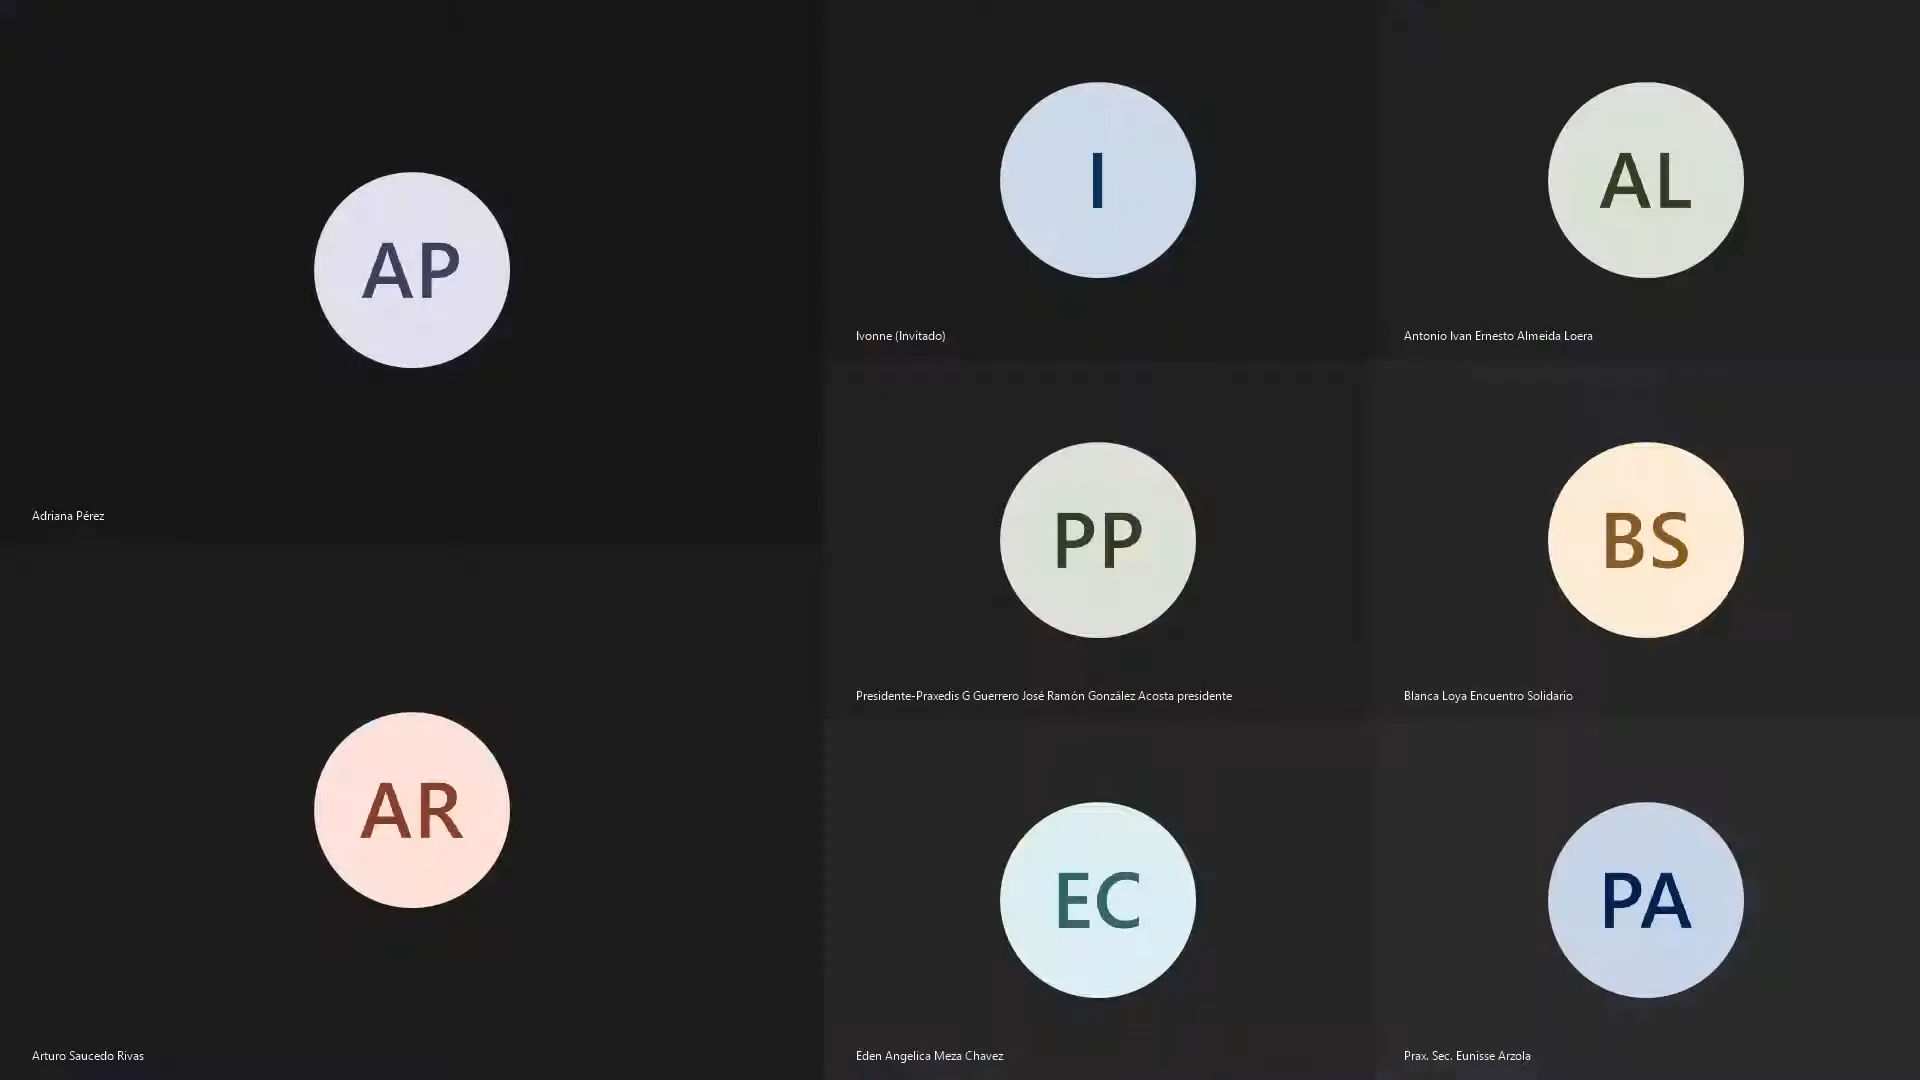 AP
Adriana Pérez
I
Ivonne (Invitado)
AL
Antonio Ivan Ernesto Almeida Loera
PP
Presidente-Praxedis G Guerrero José Ramón González Acosta presidente
BS
Blanca Loya Encuentro Solidario
AR
Arturo Saucedo Rivas
EC
Eden Angelica Meza Chavez
PA
Prax. Sec. Eunisse Arzola